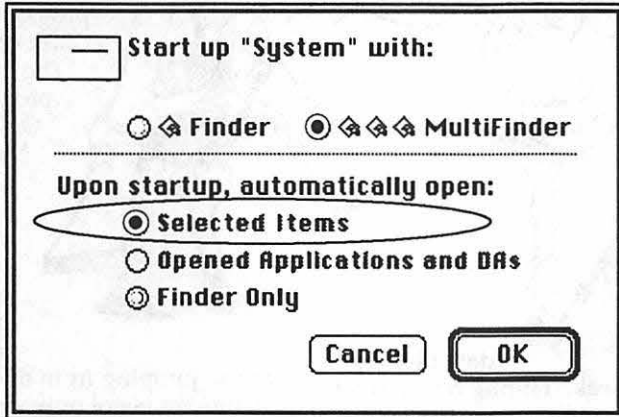 Start up "System" with:
Finder MultiFinder
Upon startup, automatically open:
Selected Items
Opened Applications and DAs
Finder Only
Cancel OK